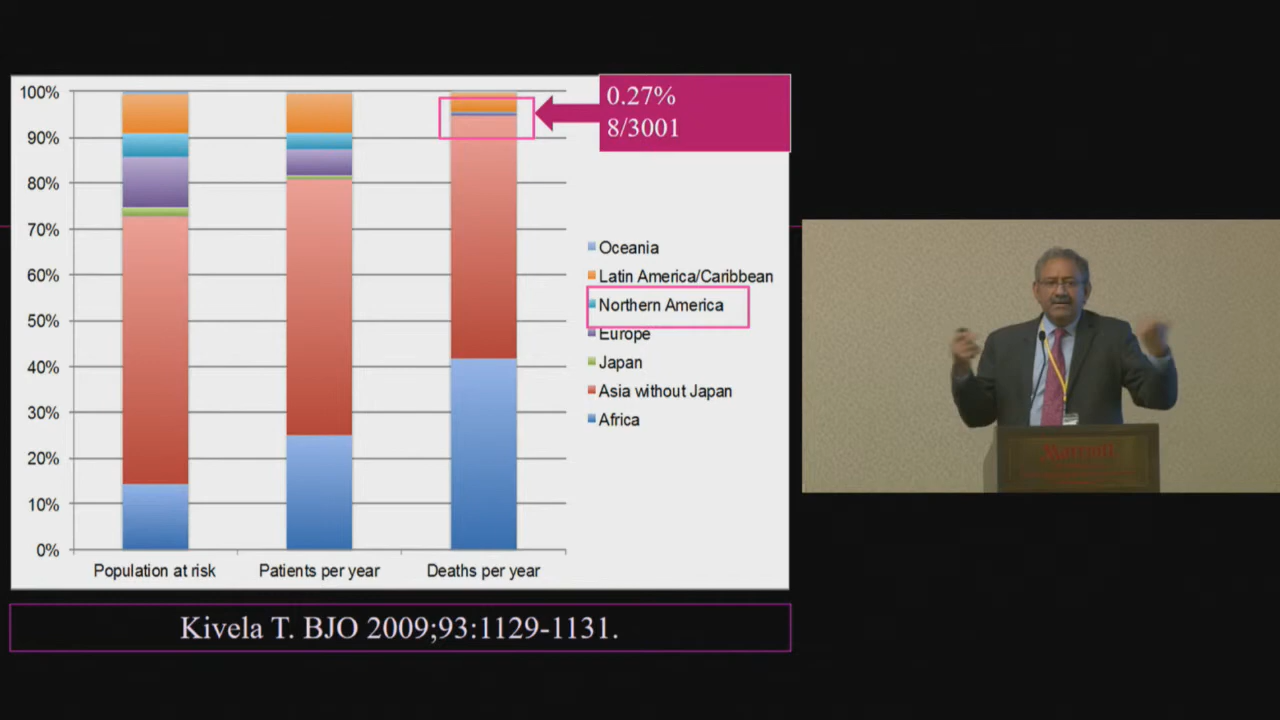 100%
90%
80%
70%
60%
50%
40%
30%
20%
10%
0%
Population at risk
Patients per year
Deaths per year
0.27%
8/3001
Oceania
Latin America/Caribbean
Northern America
Europe
Japan
Asia without Japan
Africa
Kivela T. BJO 2009;93:1129-1131.
Marriott